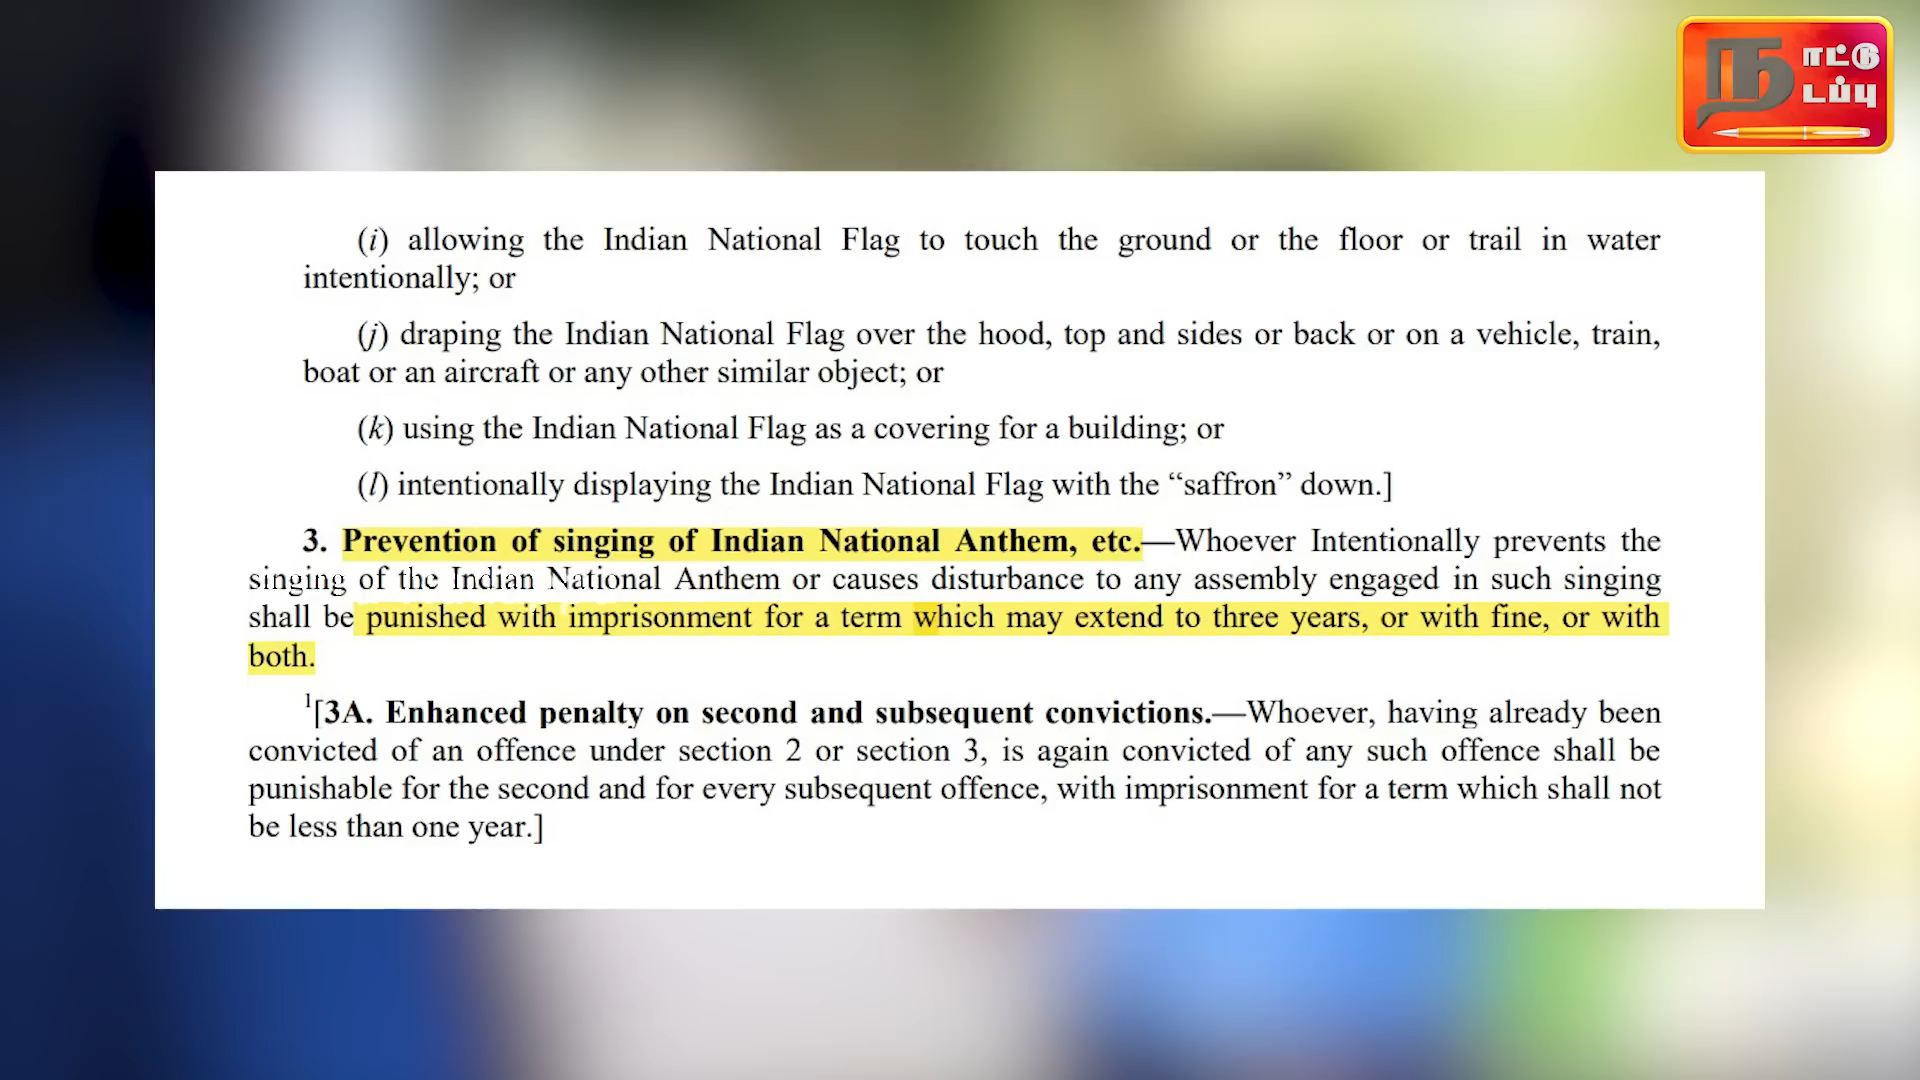 நாட்டு
நடப்பு
(i) allowing the Indian National Flag to touch the ground or the floor or trail in water
intentionally; or
(j) draping the Indian National Flag over the hood, top and sides or back or on a vehicle, train,
boat or an aircraft or any other similar object; or
(k) using the Indian National Flag as a covering for a building; or
(l) intentionally displaying the Indian National Flag with the “saffron” down.]
3. Prevention of singing of Indian National Anthem, etc.—Whoever Intentionally prevents the
singing of the Indian National Anthem or causes disturbance to any assembly engaged in such singing
shall be punished with imprisonment for a term which may extend to three years, or with fine, or with
both.
1[3A. Enhanced penalty on second and subsequent convictions.—Whoever, having already been
convicted of an offence under section 2 or section 3, is again convicted of any such offence shall be
punishable for the second and for every subsequent offence, with imprisonment for a term which shall not
be less than one year.]